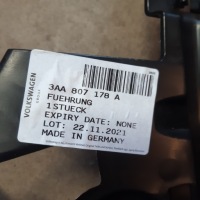 VOLKSWAGEN
3AA 807 178 A
FUEHRUNG
1STUECK
EXPIRY DATE: NONE
LOT: 22.11.2021
MADE IN GERMANY